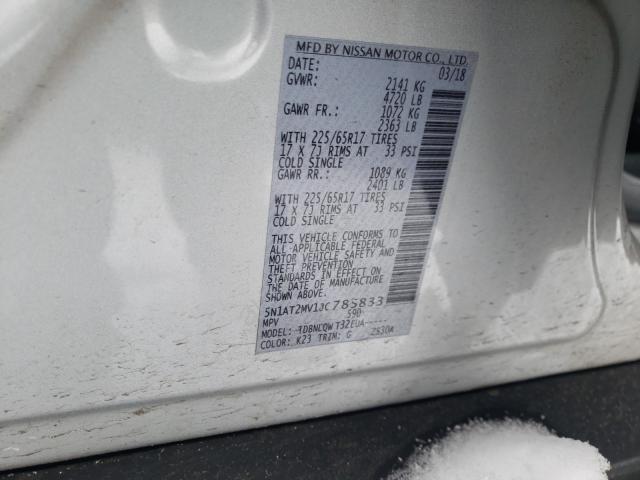 MFD BY NISSAN MOTOR CO., LTD.
DATE: 03/18
GVWR: 2141 KG
4720 LB
GAWR FR.: 1072 KG
2363 LB
WITH 225/65R17 TIRES
17 X 7J RIMS AT 33 PSI
COLD SINGLE
GAWR RR.: 1089 KG
2401 LB
WITH 225/65R17 TIRES
17 X 7J RIMS AT 33 PSI
COLD SINGLE
THIS VEHICLE CONFORMS TO
ALL APPLICABLE FEDERAL
MOTOR VEHICLE SAFETY AND
THEFT PREVENTION
STANDARDS IN EFFECT ON
THE DATE OF MANUFACTURE
SHOWN ABOVE
5N1AT2MV1JC785833
MPV 590
MODEL: TDBNLQWT32EUA-----
COLOR: K23 TRIM: G 2830A